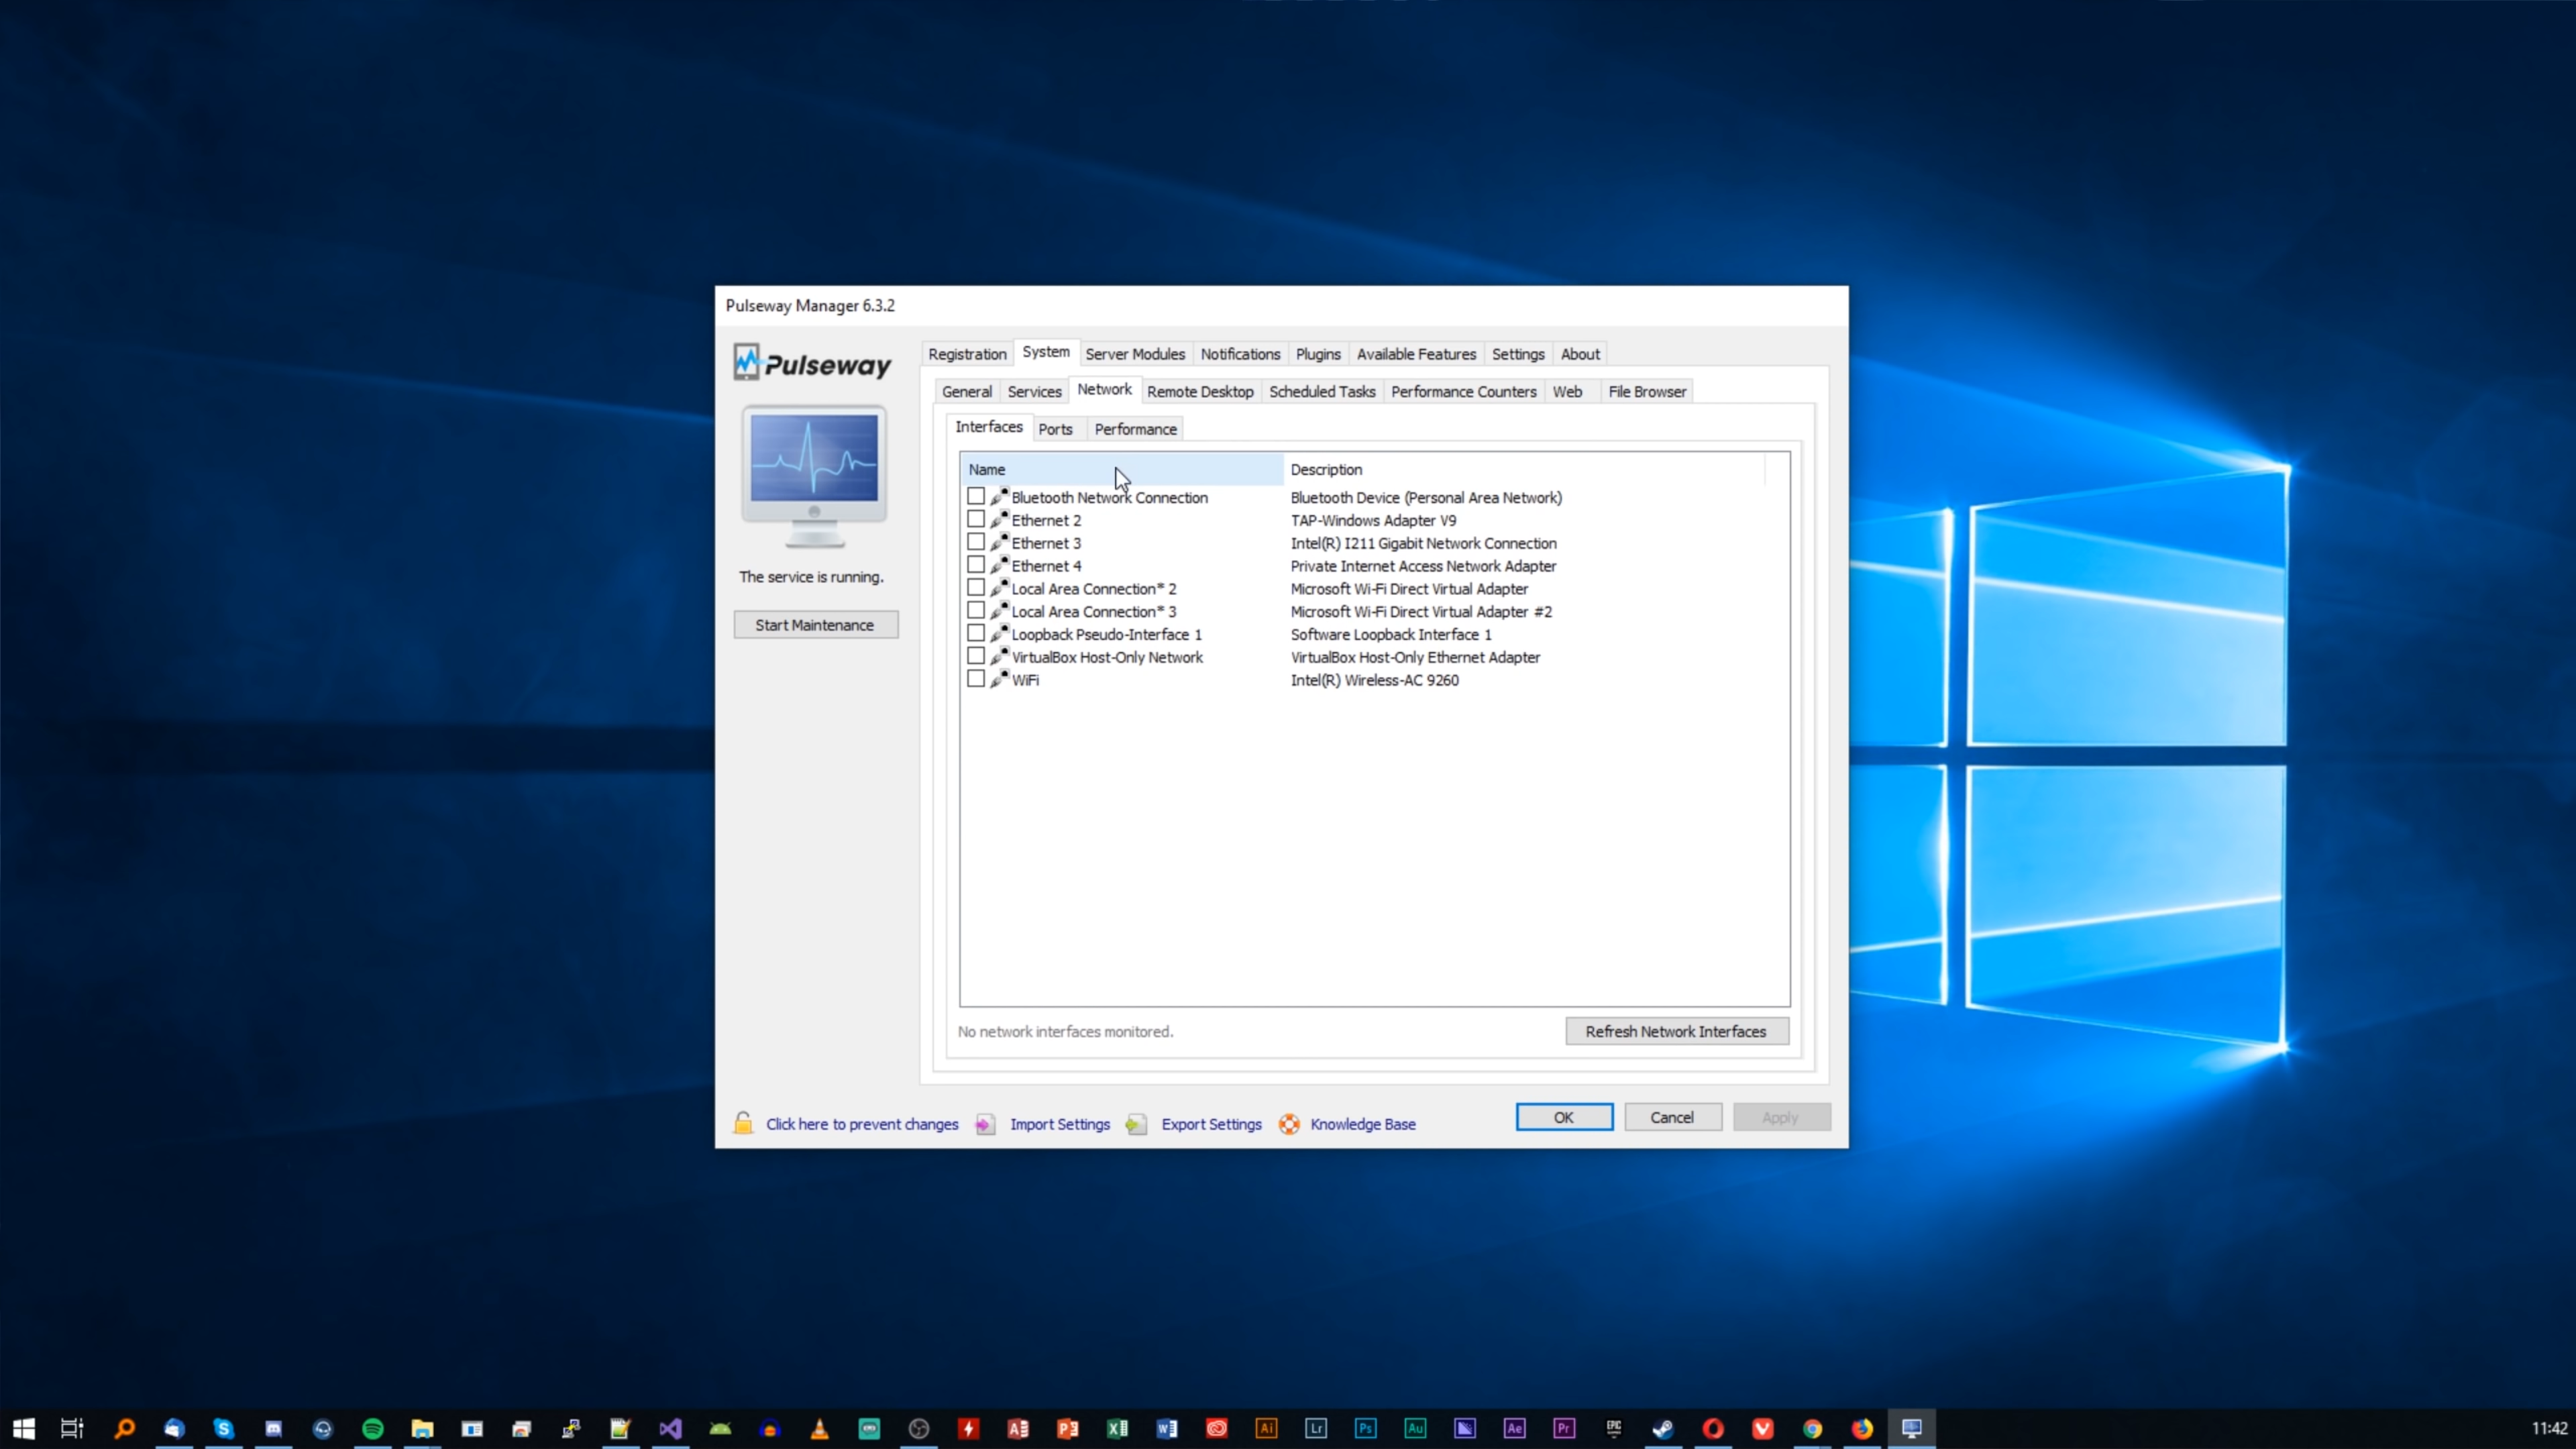 Pulseway Manager 6.3.2
Pulseway
Registration System Server Modules Notifications Plugins Available Features Settings About
General Services Network Remote Desktop Scheduled Tasks Performance Counters Web File Browser
Interfaces Ports Performance
Name Description
Bluetooth Network Connection Bluetooth Device (Personal Area Network)
Ethernet 2 TAP-Windows Adapter V9
Ethernet 3 Intel(R) I211 Gigabit Network Connection
Ethernet 4 Private Internet Access Network Adapter
Local Area Connection* 2 Microsoft Wi-Fi Direct Virtual Adapter
Local Area Connection* 3 Microsoft Wi-Fi Direct Virtual Adapter #2
Loopback Pseudo-Interface 1 Software Loopback Interface 1
VirtualBox Host-Only Network VirtualBox Host-Only Ethernet Adapter
WiFi Intel(R) Wireless-AC 9260
The service is running.
Start Maintenance
No network interfaces monitored. Refresh Network Interfaces
Click here to prevent changes Import Settings Export Settings Knowledge Base OK Cancel Apply
Ai Lr Ps Au Ae Pr EPIC 11:42